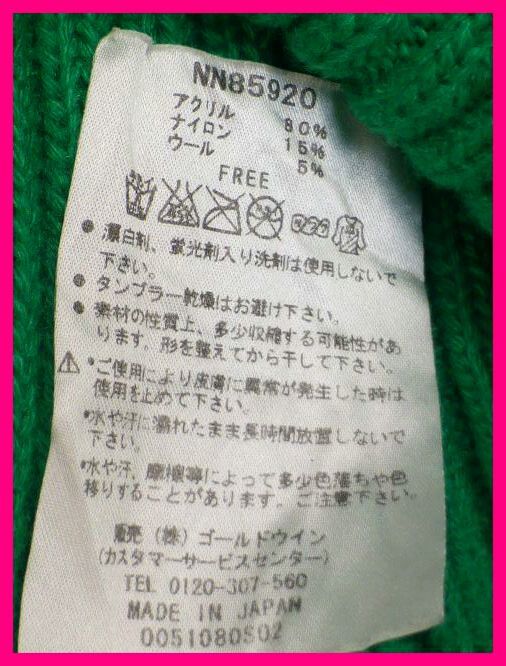 NN85920
アクリル 80%
ナイロン 15%
ウール 5%
FREE
● 漂白剤、蛍光剤入り洗剤は使用しないで
下さい。
● タンブラー乾燥はお避け下さい。
● 素材の性質上、多少収縮する可能性があ
ります。形を整えてから干して下さい。
⚠ *ご使用により皮膚に異常が発生した時は
使用を止めて下さい。
*水や汗に濡れたまま長時間放置しないで
下さい。
*水や汗、摩擦等によって多少色落ちや色
移りすることがあります。ご注意下さい。
販売 (株) ゴールドウイン
(カスタマーサービスセンター)
TEL 0120-307-560
MADE IN JAPAN
0051080S02